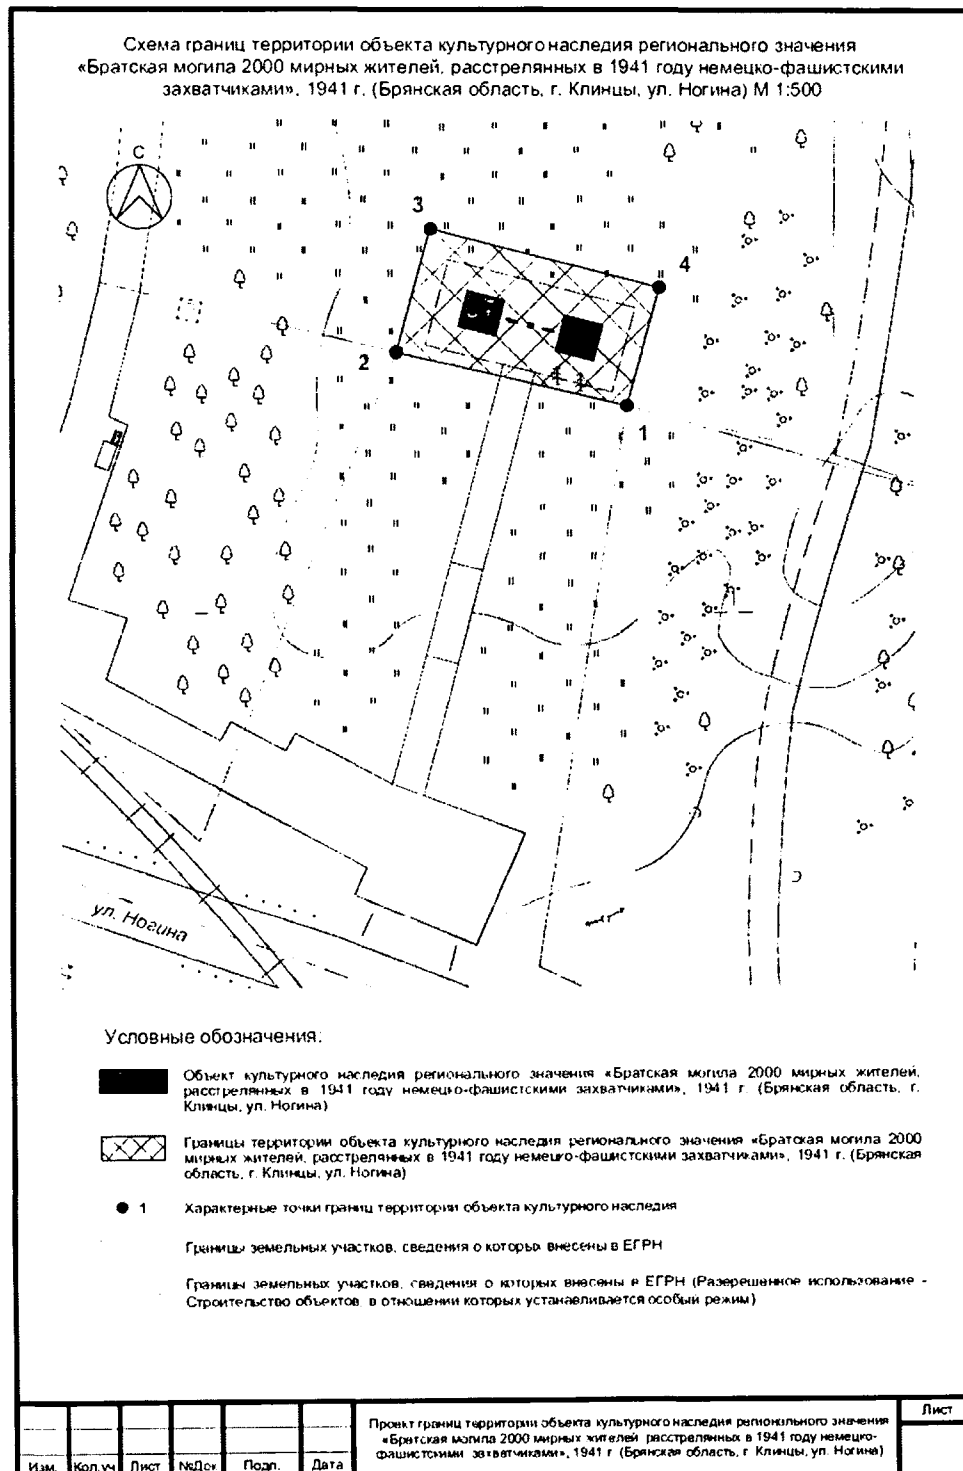 Схема границ территории объекта культурного наследия регионального значения
«Братская могила 2000 мирных жителей, расстрелянных в 1941 году немецко-фашистскими
захватчиками», 1941 г. (Брянская область, г. Клинцы, ул. Ногина) М 1:500
С
3
4
2
1
ул. Ногина
Условные обозначения:
Объект культурного наследия регионального значения «Братская могила 2000 мирных жителей,
расстрелянных в 1941 году немецко-фашистскими захватчиками», 1941 г. (Брянская область, г.
Клинцы, ул. Ногина)
Границы территории объекта культурного наследия регионального значения «Братская могила 2000
мирных жителей, расстрелянных в 1941 году немецко-фашистскими захватчиками», 1941 г. (Брянская
область, г. Клинцы, ул. Ногина)
1 Характерные точки границ территории объекта культурного наследия
Границы земельных участков, сведения о которых внесены в ЕГРН
Границы земельных участков, сведения о которых внесены в ЕГРН (Разрешенное использование -
Строительство объектов, в отношении которых устанавливается особый режим)
Проект границ территории объекта культурного наследия регионального значения
«Братская могила 2000 мирных жителей расстрелянных в 1941 году немецко-
фашистскими захватчиками», 1941 г (Брянская область, г Клинцы, ул. Ногина)
Лист
Изм. Кол.уч Лист №Док Подп. Дата